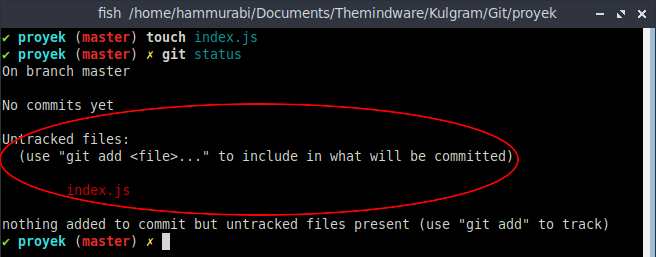 fish /home/hammurabi/Documents/Themindware/Kulgram/Git/proyek
✔ proyek (master) touch index.js
✔ proyek (master) ✗ git status
On branch master
No commits yet
Untracked files:
(use "git add <file>..." to include in what will be committed)
index.js
nothing added to commit but untracked files present (use "git add" to track)
✔ proyek (master) ✗